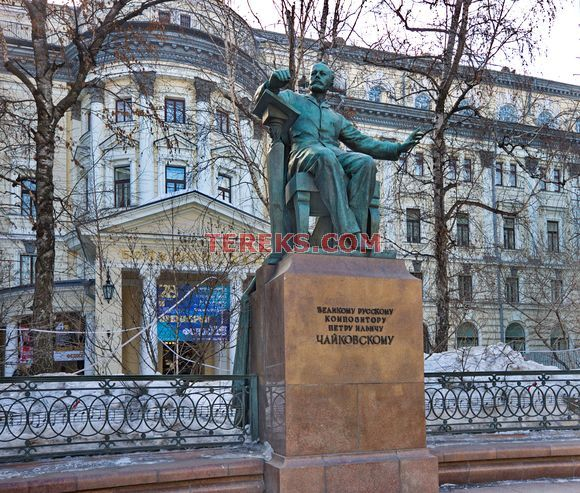 TEREKS.COM
ВЕЛИКОМУ РУССКОМУ
КОМПОЗИТОРУ
ПЕТРУ ИЛЬИЧУ
ЧАЙКОВСКОМУ